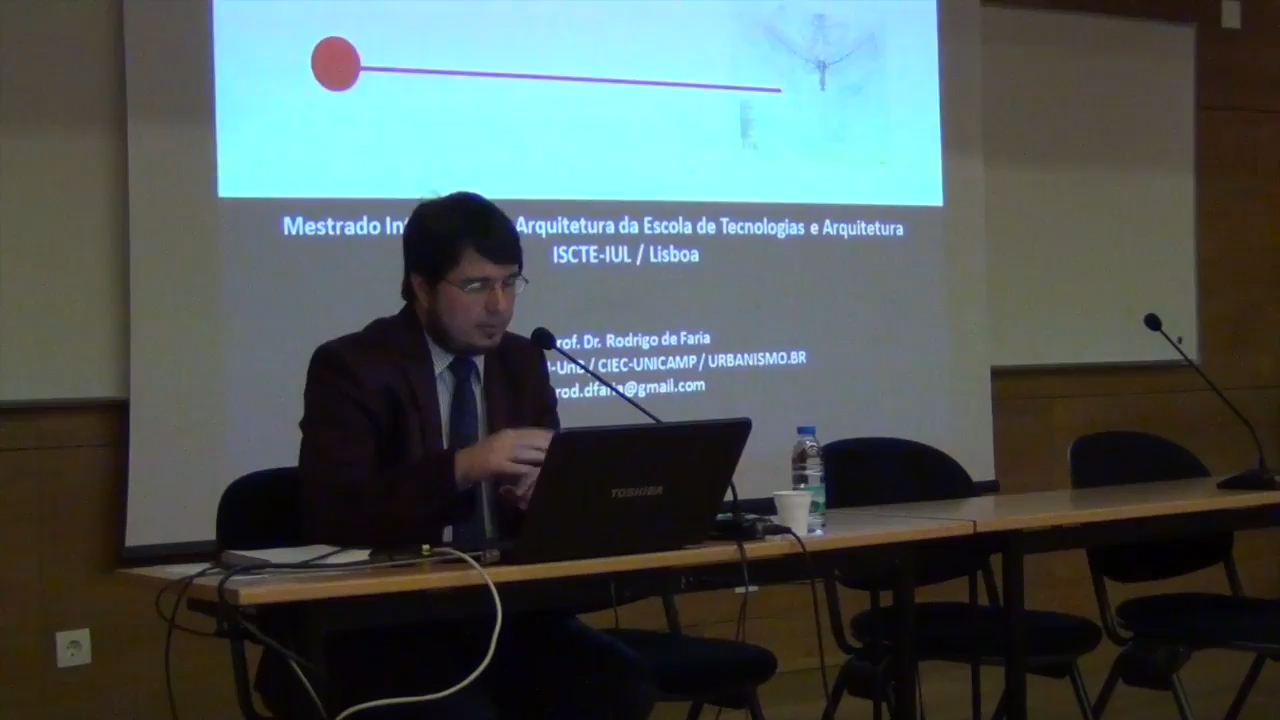 Mestrado In Arquitetura da Escola de Tecnologias e Arquitetura
ISCTE-IUL / Lisboa
Prof. Dr. Rodrigo de Faria
-UnB / CIEC-UNICAMP / URBANISMO.BR
rod.dfaria@gmail.com
TOSHIBA